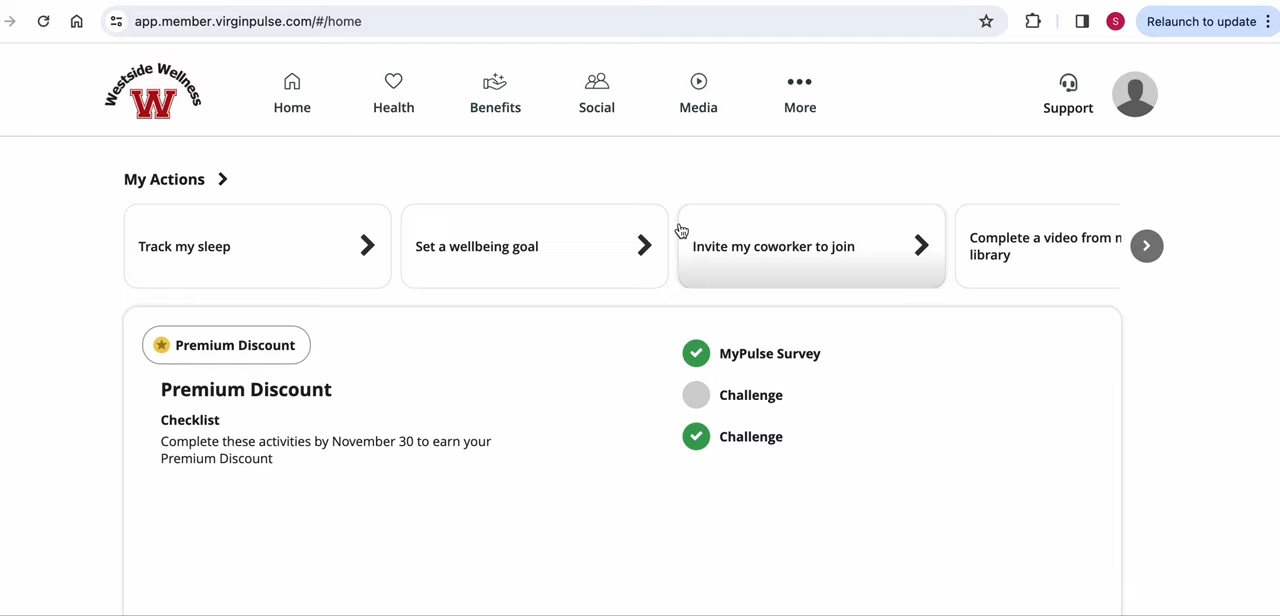 app.member.virginpulse.com/#/home
S
Relaunch to update
Westside Wellness
W
Home
Health
Benefits
Social
Media
More
Support
My Actions
Track my sleep
Set a wellbeing goal
Invite my coworker to join
Complete a video from
library
Premium Discount
Premium Discount
Checklist
Complete these activities by November 30 to earn your
Premium Discount
MyPulse Survey
Challenge
Challenge